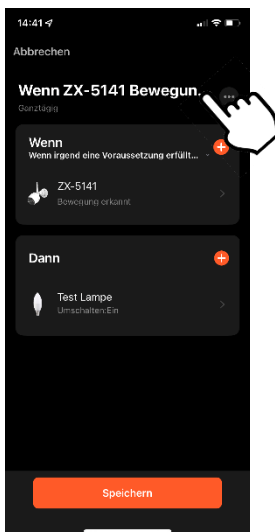 14:41
Abbrechen
Wenn ZX-5141 Bewegun.
Ganztägig
Wenn
Wenn irgend eine Voraussetzung erfüllt...
ZX-5141
Bewegung erkannt
Dann
Test Lampe
Umschalten:Ein
Speichern